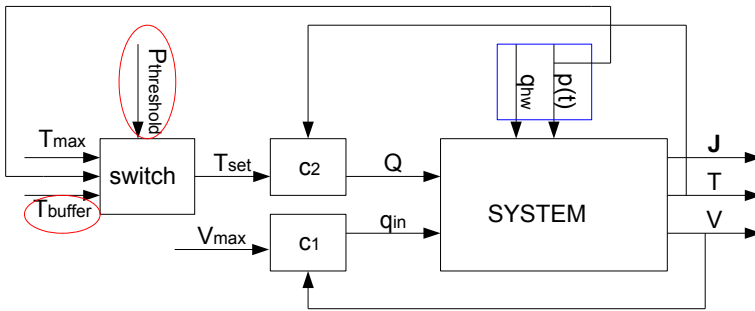 Pthreshold
qhw
p(t)
Tmax
switch
Tset
c2
Q
J
T
Tbuffer
SYSTEM
V
Vmax
c1
qin